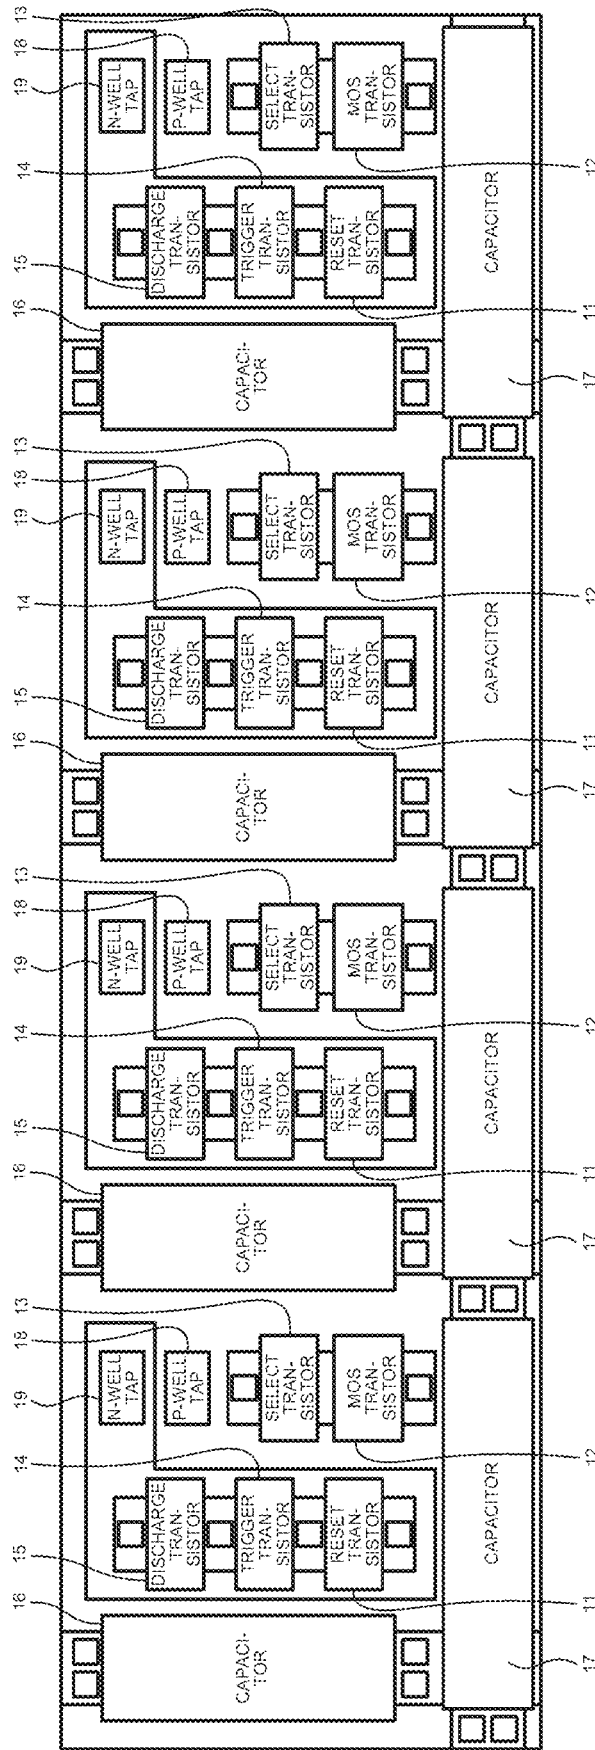 16
15
14
19
18
13
N-WELL
TAP
P-WELL
TAP
DISCHARGE
TRAN-
SISTOR
TRIGGER
TRAN-
SISTOR
RESET
TRAN-
SISTOR
SELECT
TRAN-
SISTOR
MOS
TRAN-
SISTOR
CAPACI-
TOR
CAPACITOR
17
11
12
16
15
14
19
18
13
N-WELL
TAP
P-WELL
TAP
DISCHARGE
TRAN-
SISTOR
TRIGGER
TRAN-
SISTOR
RESET
TRAN-
SISTOR
SELECT
TRAN-
SISTOR
MOS
TRAN-
SISTOR
CAPACI-
TOR
CAPACITOR
17
11
12
16
15
14
19
18
13
N-WELL
TAP
P-WELL
TAP
DISCHARGE
TRAN-
SISTOR
TRIGGER
TRAN-
SISTOR
RESET
TRAN-
SISTOR
SELECT
TRAN-
SISTOR
MOS
TRAN-
SISTOR
CAPACI-
TOR
CAPACITOR
17
11
12
16
15
14
19
18
13
N-WELL
TAP
P-WELL
TAP
DISCHARGE
TRAN-
SISTOR
TRIGGER
TRAN-
SISTOR
RESET
TRAN-
SISTOR
SELECT
TRAN-
SISTOR
MOS
TRAN-
SISTOR
CAPACI-
TOR
CAPACITOR
17
11
12